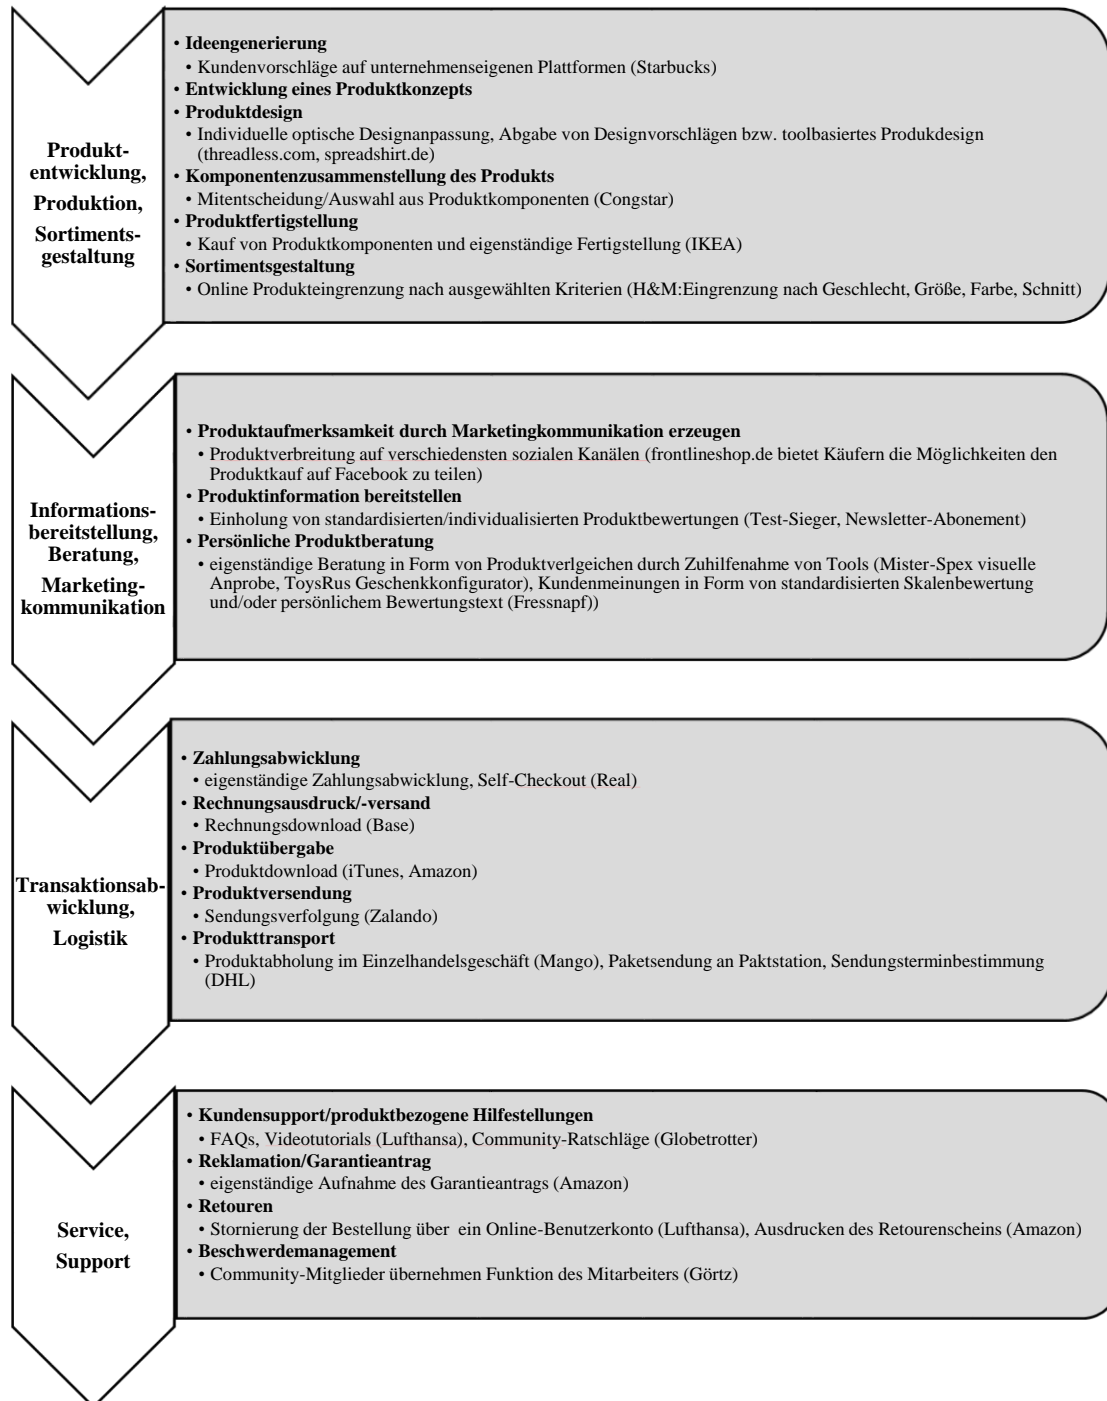 Produkt-
entwicklung,
Produktion,
Sortiments-
gestaltung
• Ideengenerierung
• Kundenvorschläge auf unternehmenseigenen Plattformen (Starbucks)
• Entwicklung eines Produktkonzepts
• Produktdesign
• Individuelle optische Designanpassung, Abgabe von Designvorschlägen bzw. toolbasiertes Produkdesign
(threadless.com, spreadshirt.de)
• Komponentenzusammenstellung des Produkts
• Mitentscheidung/Auswahl aus Produktkomponenten (Congstar)
• Produktfertigstellung
• Kauf von Produktkomponenten und eigenständige Fertigstellung (IKEA)
• Sortimentsgestaltung
• Online Produkteingrenzung nach ausgewählten Kriterien (H&M:Eingrenzung nach Geschlecht, Größe, Farbe, Schnitt)
Informations-
bereitstellung,
Beratung,
Marketing-
kommunikation
• Produktaufmerksamkeit durch Marketingkommunikation erzeugen
• Produktverbreitung auf verschiedensten sozialen Kanälen (frontlineshop.de bietet Käufern die Möglichkeiten den
Produktkauf auf Facebook zu teilen)
• Produktinformation bereitstellen
• Einholung von standardisierten/individualisierten Produktbewertungen (Test-Sieger, Newsletter-Abonement)
• Persönliche Produktberatung
• eigenständige Beratung in Form von Produktverlgeichen durch Zuhilfenahme von Tools (Mister-Spex visuelle
Anprobe, ToysRus Geschenkkonfigurator), Kundenmeinungen in Form von standardisierten Skalenbewertung
und/oder persönlichem Bewertungstext (Fressnapf))
Transaktionsab-
wicklung,
Logistik
• Zahlungsabwicklung
• eigenständige Zahlungsabwicklung, Self-Checkout (Real)
• Rechnungsausdruck/-versand
• Rechnungsdownload (Base)
• Produktübergabe
• Produktdownload (iTunes, Amazon)
• Produktversendung
• Sendungsverfolgung (Zalando)
• Produkttransport
• Produktabholung im Einzelhandelsgeschäft (Mango), Paketsendung an Paktstation, Sendungsterminbestimmung
(DHL)
Service,
Support
• Kundensupport/produktbezogene Hilfestellungen
• FAQs, Videotutorials (Lufthansa), Community-Ratschläge (Globetrotter)
• Reklamation/Garantieantrag
• eigenständige Aufnahme des Garantieantrags (Amazon)
• Retouren
• Stornierung der Bestellung über ein Online-Benutzerkonto (Lufthansa), Ausdrucken des Retourenscheins (Amazon)
• Beschwerdemanagement
• Community-Mitglieder übernehmen Funktion des Mitarbeiters (Görtz)